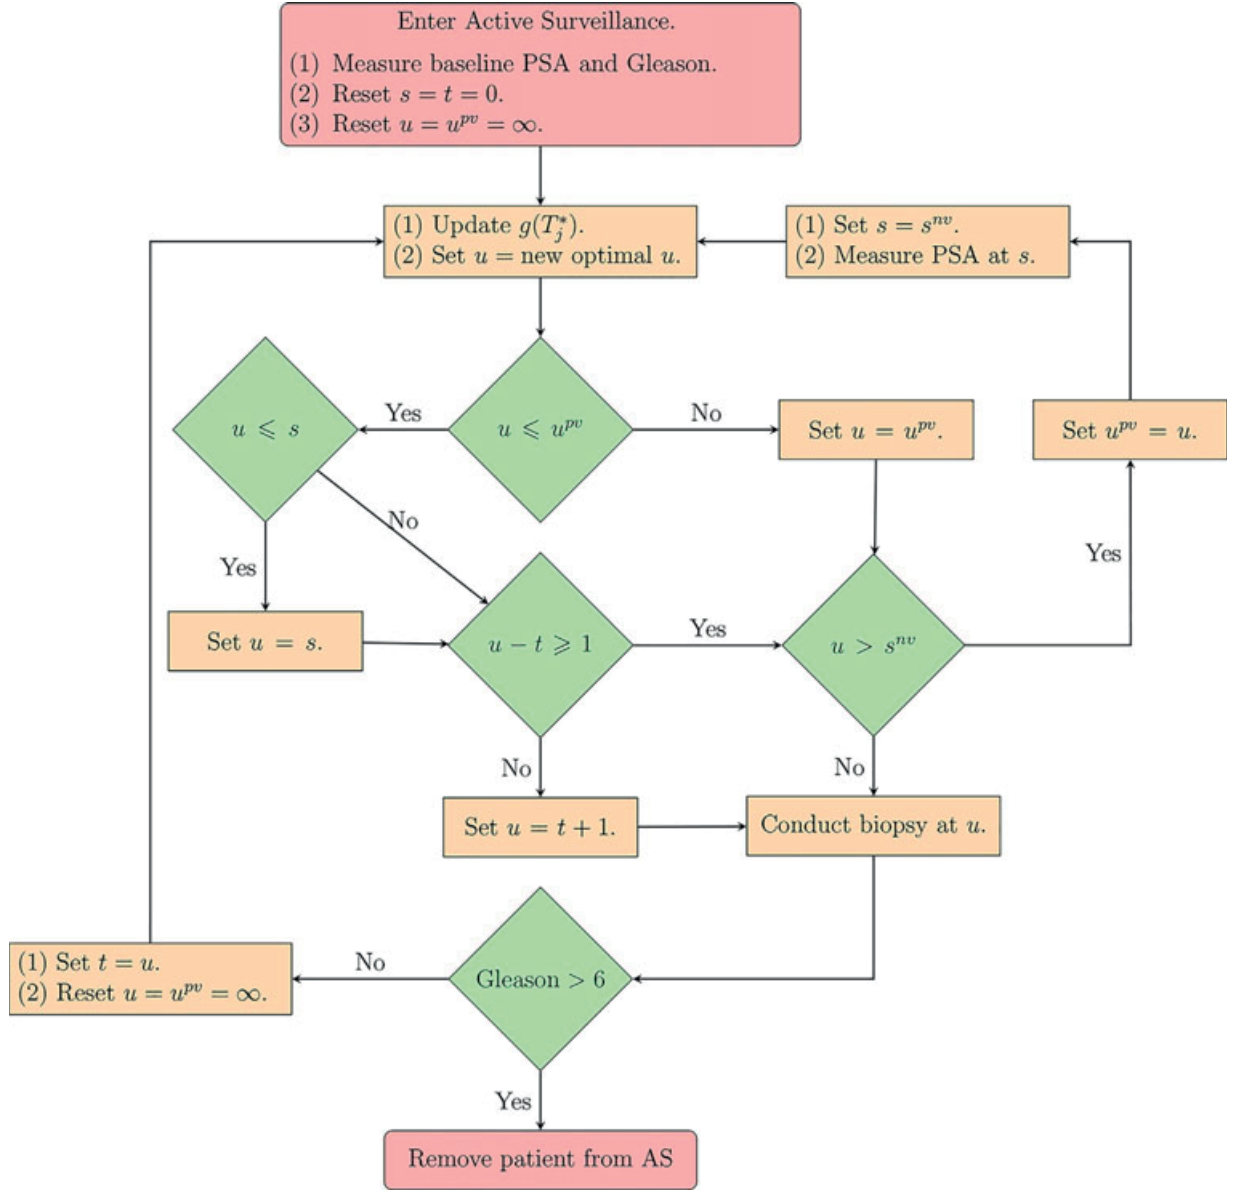 Enter Active Surveillance.
(1) Measure baseline PSA and Gleason.
(2) Reset s = t = 0.
(3) Reset u = u^{pv} = ∞.
(1) Update g(T_j^*).
(2) Set u = new optimal u.
(1) Set s = s^{nv}.
(2) Measure PSA at s.
u ⩽ s
Yes
u ⩽ u^{pv}
No
Set u = u^{pv}.
Set u^{pv} = u.
No
Yes
Yes
Set u = s.
u − t ⩾ 1
Yes
u > s^{nv}
No
No
Set u = t + 1.
Conduct biopsy at u.
(1) Set t = u.
(2) Reset u = u^{pv} = ∞.
No
Gleason > 6
Yes
Remove patient from AS